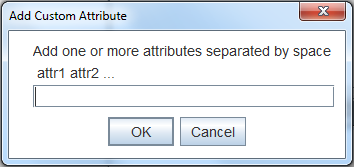 Add Custom Attribute
Add one or more attributes separated by space
attr1 attr2 ...
OK Cancel